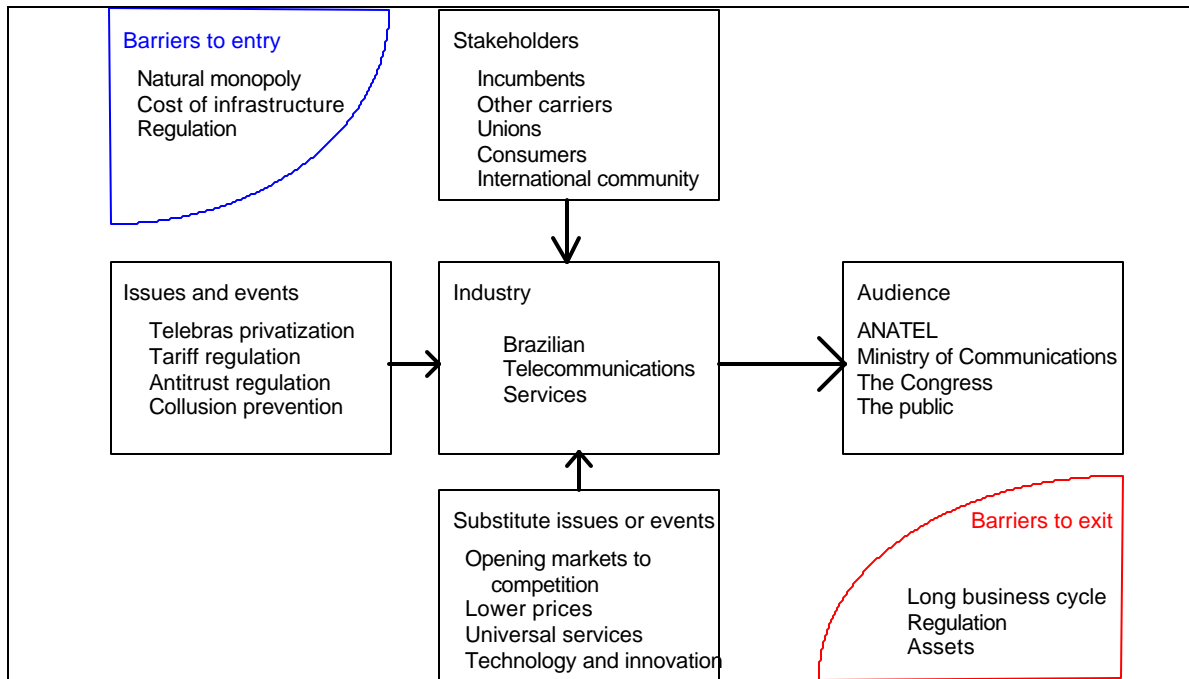 Barriers to entry
Natural monopoly
Cost of infrastructure
Regulation
Stakeholders
Incumbents
Other carriers
Unions
Consumers
International community
Issues and events
Telebras privatization
Tariff regulation
Antitrust regulation
Collusion prevention
Industry
Brazilian
Telecommunications
Services
Audience
ANATEL
Ministry of Communications
The Congress
The public
Substitute issues or events
Opening markets to
competition
Lower prices
Universal services
Technology and innovation
Barriers to exit
Long business cycle
Regulation
Assets